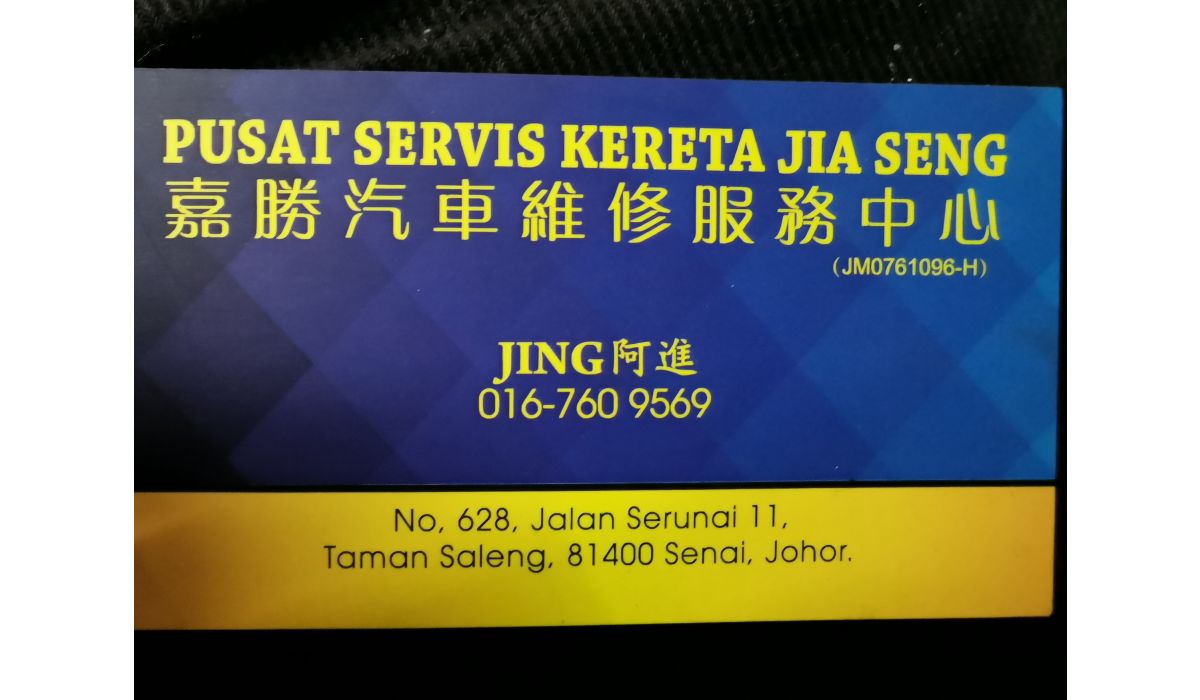 PUSAT SERVIS KERETA JIA SENG
嘉勝汽車維修服務中心
(JM0761096-H)
JING阿進
016-760 9569
No, 628, Jalan Serunai 11,
Taman Saleng, 81400 Senai, Johor.